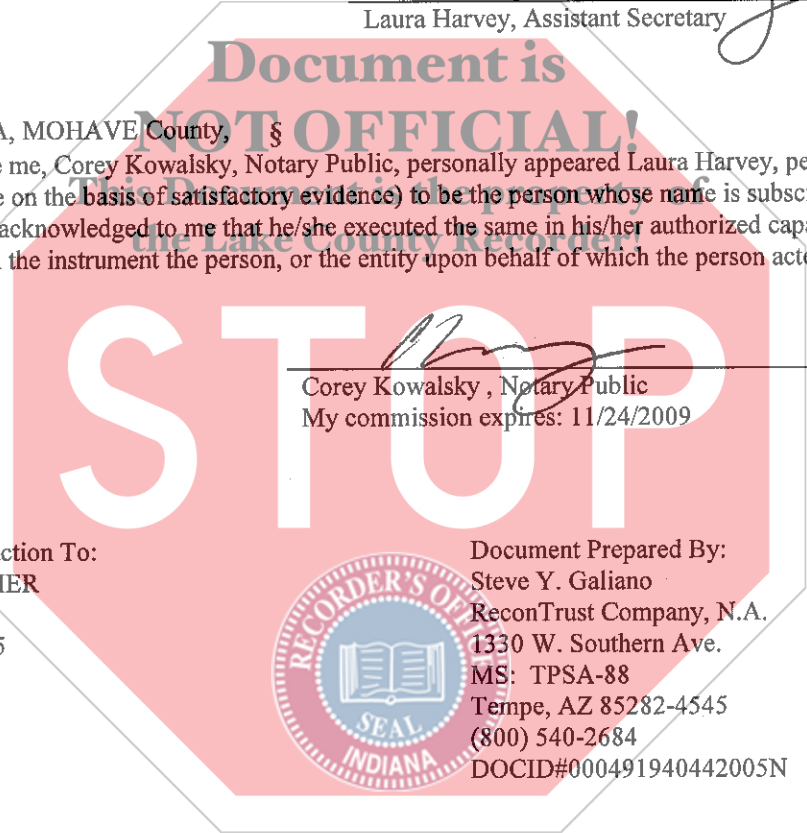 Laura Harvey, Assistant Secretary
Document is
NOT OFFICIAL!
This Document is the property of
the Lake County Recorder!
A, MOHAVE County, §
e me, Corey Kowalsky, Notary Public, personally appeared Laura Harvey, pe
e on the basis of satisfactory evidence) to be the person whose name is subsc
acknowledged to me that he/she executed the same in his/her authorized capa
the instrument the person, or the entity upon behalf of which the person acte
STOP
Corey Kowalsky , Notary Public
My commission expires: 11/24/2009
ction To:
IER
5
Document Prepared By:
Steve Y. Galiano
ReconTrust Company, N.A.
1330 W. Southern Ave.
MS: TPSA-88
Tempe, AZ 85282-4545
(800) 540-2684
DOCID#000491940442005N
RECORDER'S OFFICE
SEAL
INDIANA